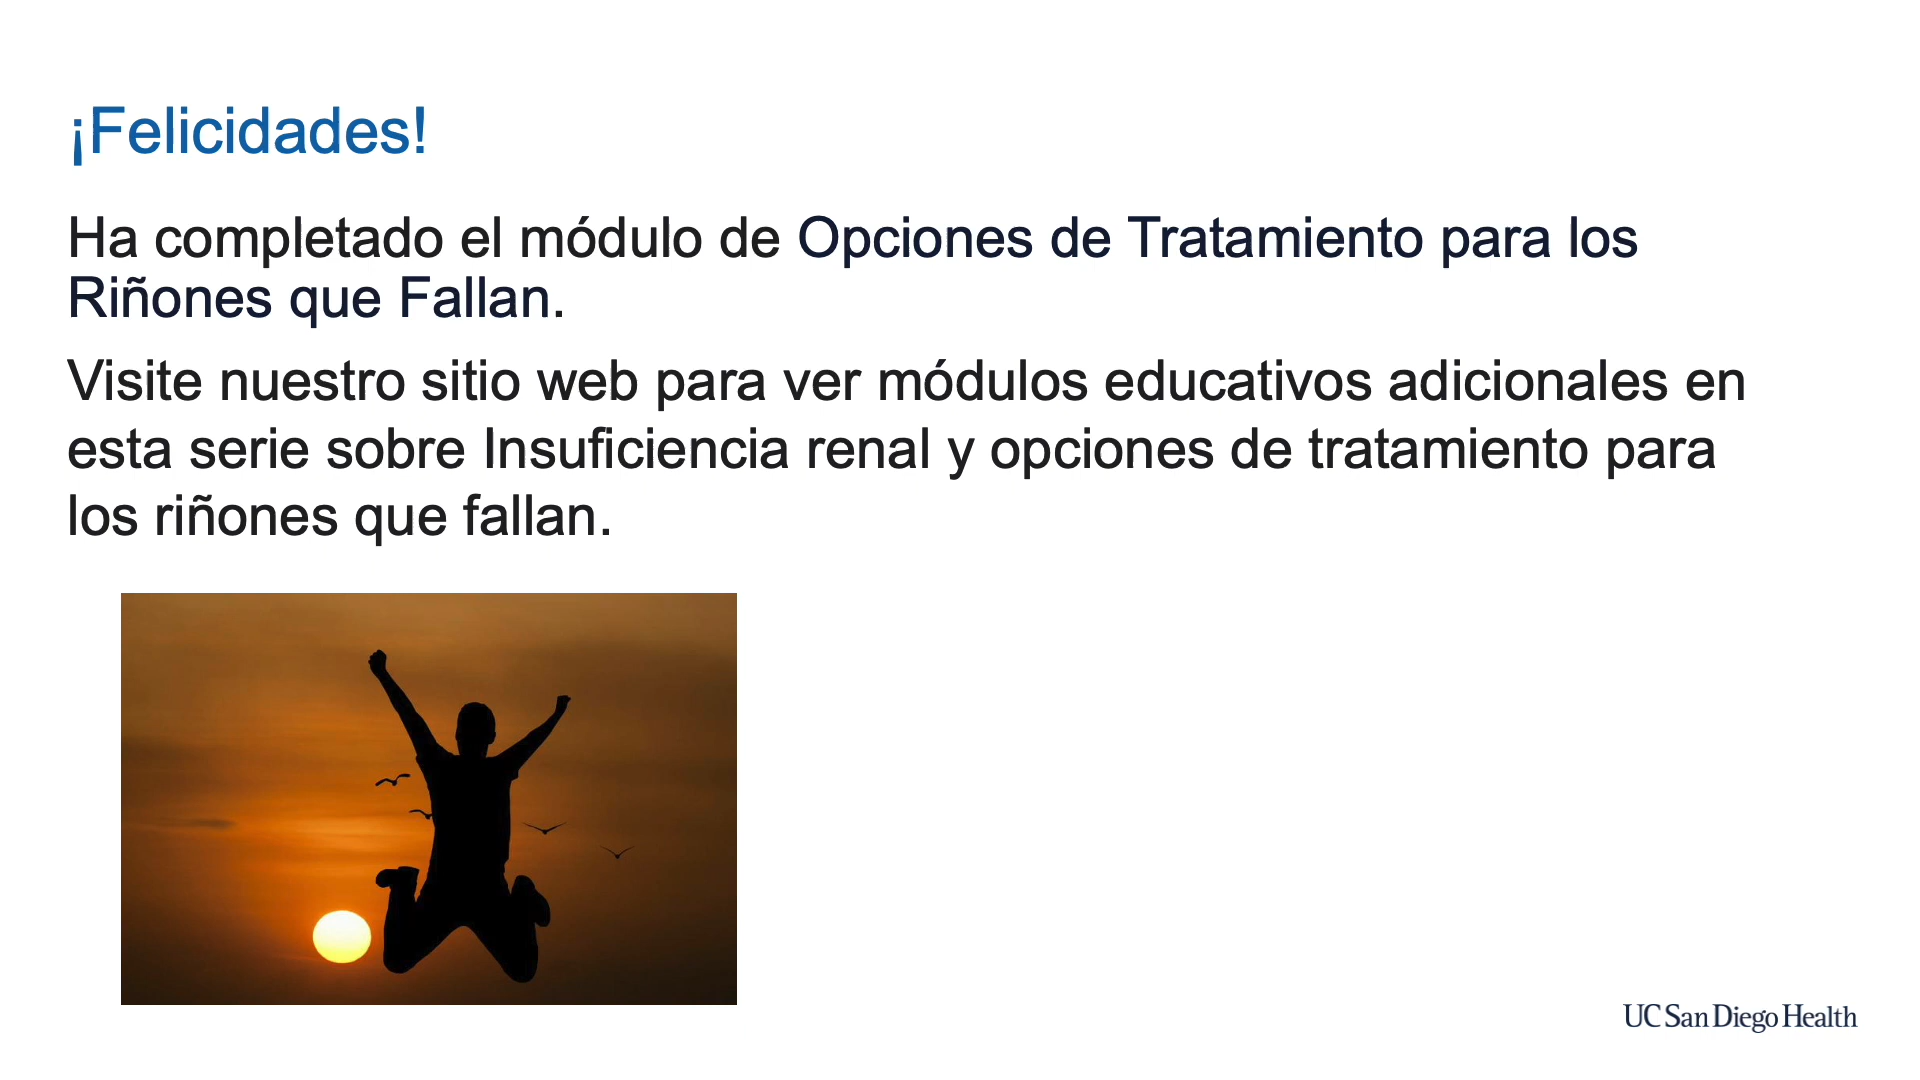 ¡Felicidades!
Ha completado el módulo de Opciones de Tratamiento para los
Riñones que Fallan.
Visite nuestro sitio web para ver módulos educativos adicionales en
esta serie sobre Insuficiencia renal y opciones de tratamiento para
los riñones que fallan.
UC San Diego Health